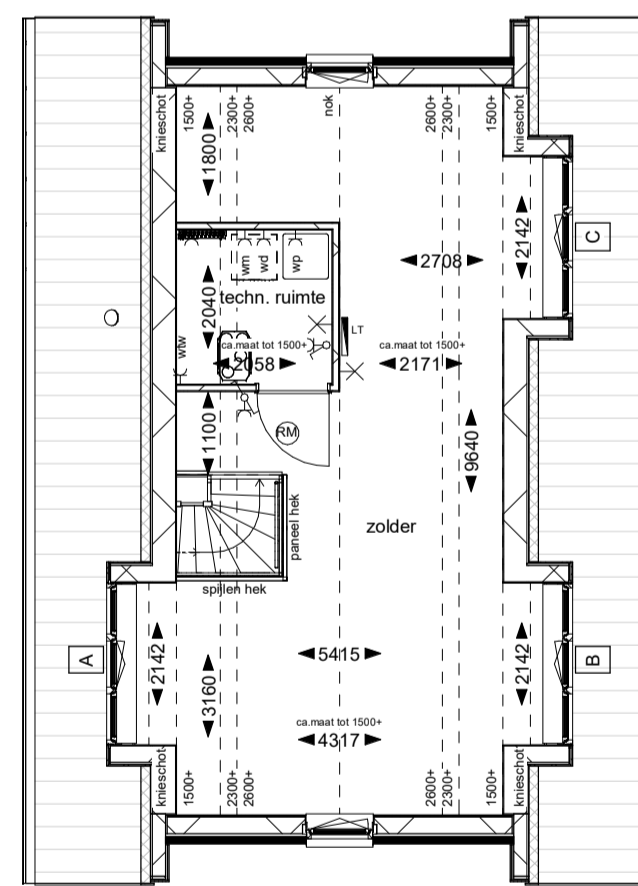 knieschot
1500+
2300+
2600+
nok
2600+
2300+
1500+
knieschot
1800
2142
C
2708
wm
wd
wp
techn. ruimte
2040
LT
wtw
ca.maat tot 1500+
2058
ca.maat tot 1500+
2171
1100
RM
9640
zolder
paneel hek
spijlen hek
A
2142
5415
2142
B
3160
ca.maat tot 1500+
4317
knieschot
1500+
2300+
2600+
2600+
2300+
1500+
knieschot